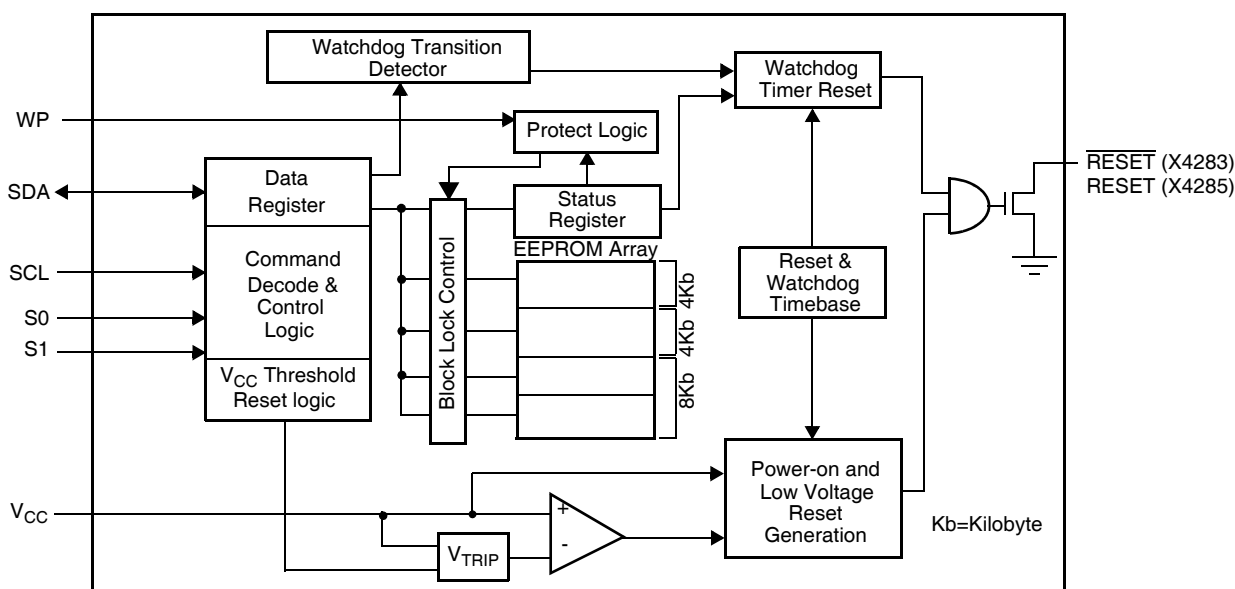 Watchdog Transition
Detector
Watchdog
Timer Reset
WP
Protect Logic
RESET (X4283)
RESET (X4285)
SDA
Data
Register
Status
Register
EEPROM Array
SCL
Command
Decode &
Control
Logic
S0
S1
Block Lock Control
4Kb
4Kb
8Kb
Reset &
Watchdog
Timebase
VCC Threshold
Reset logic
VCC
+
-
VTRIP
Power-on and
Low Voltage
Reset
Generation
Kb=Kilobyte